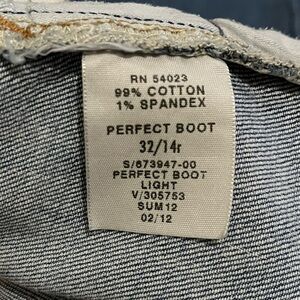 RN 54023
99% COTTON
1% SPANDEX
PERFECT BOOT
32/14r
S/673947-00
PERFECT BOOT
LIGHT
V/305753
SUM12
02/12